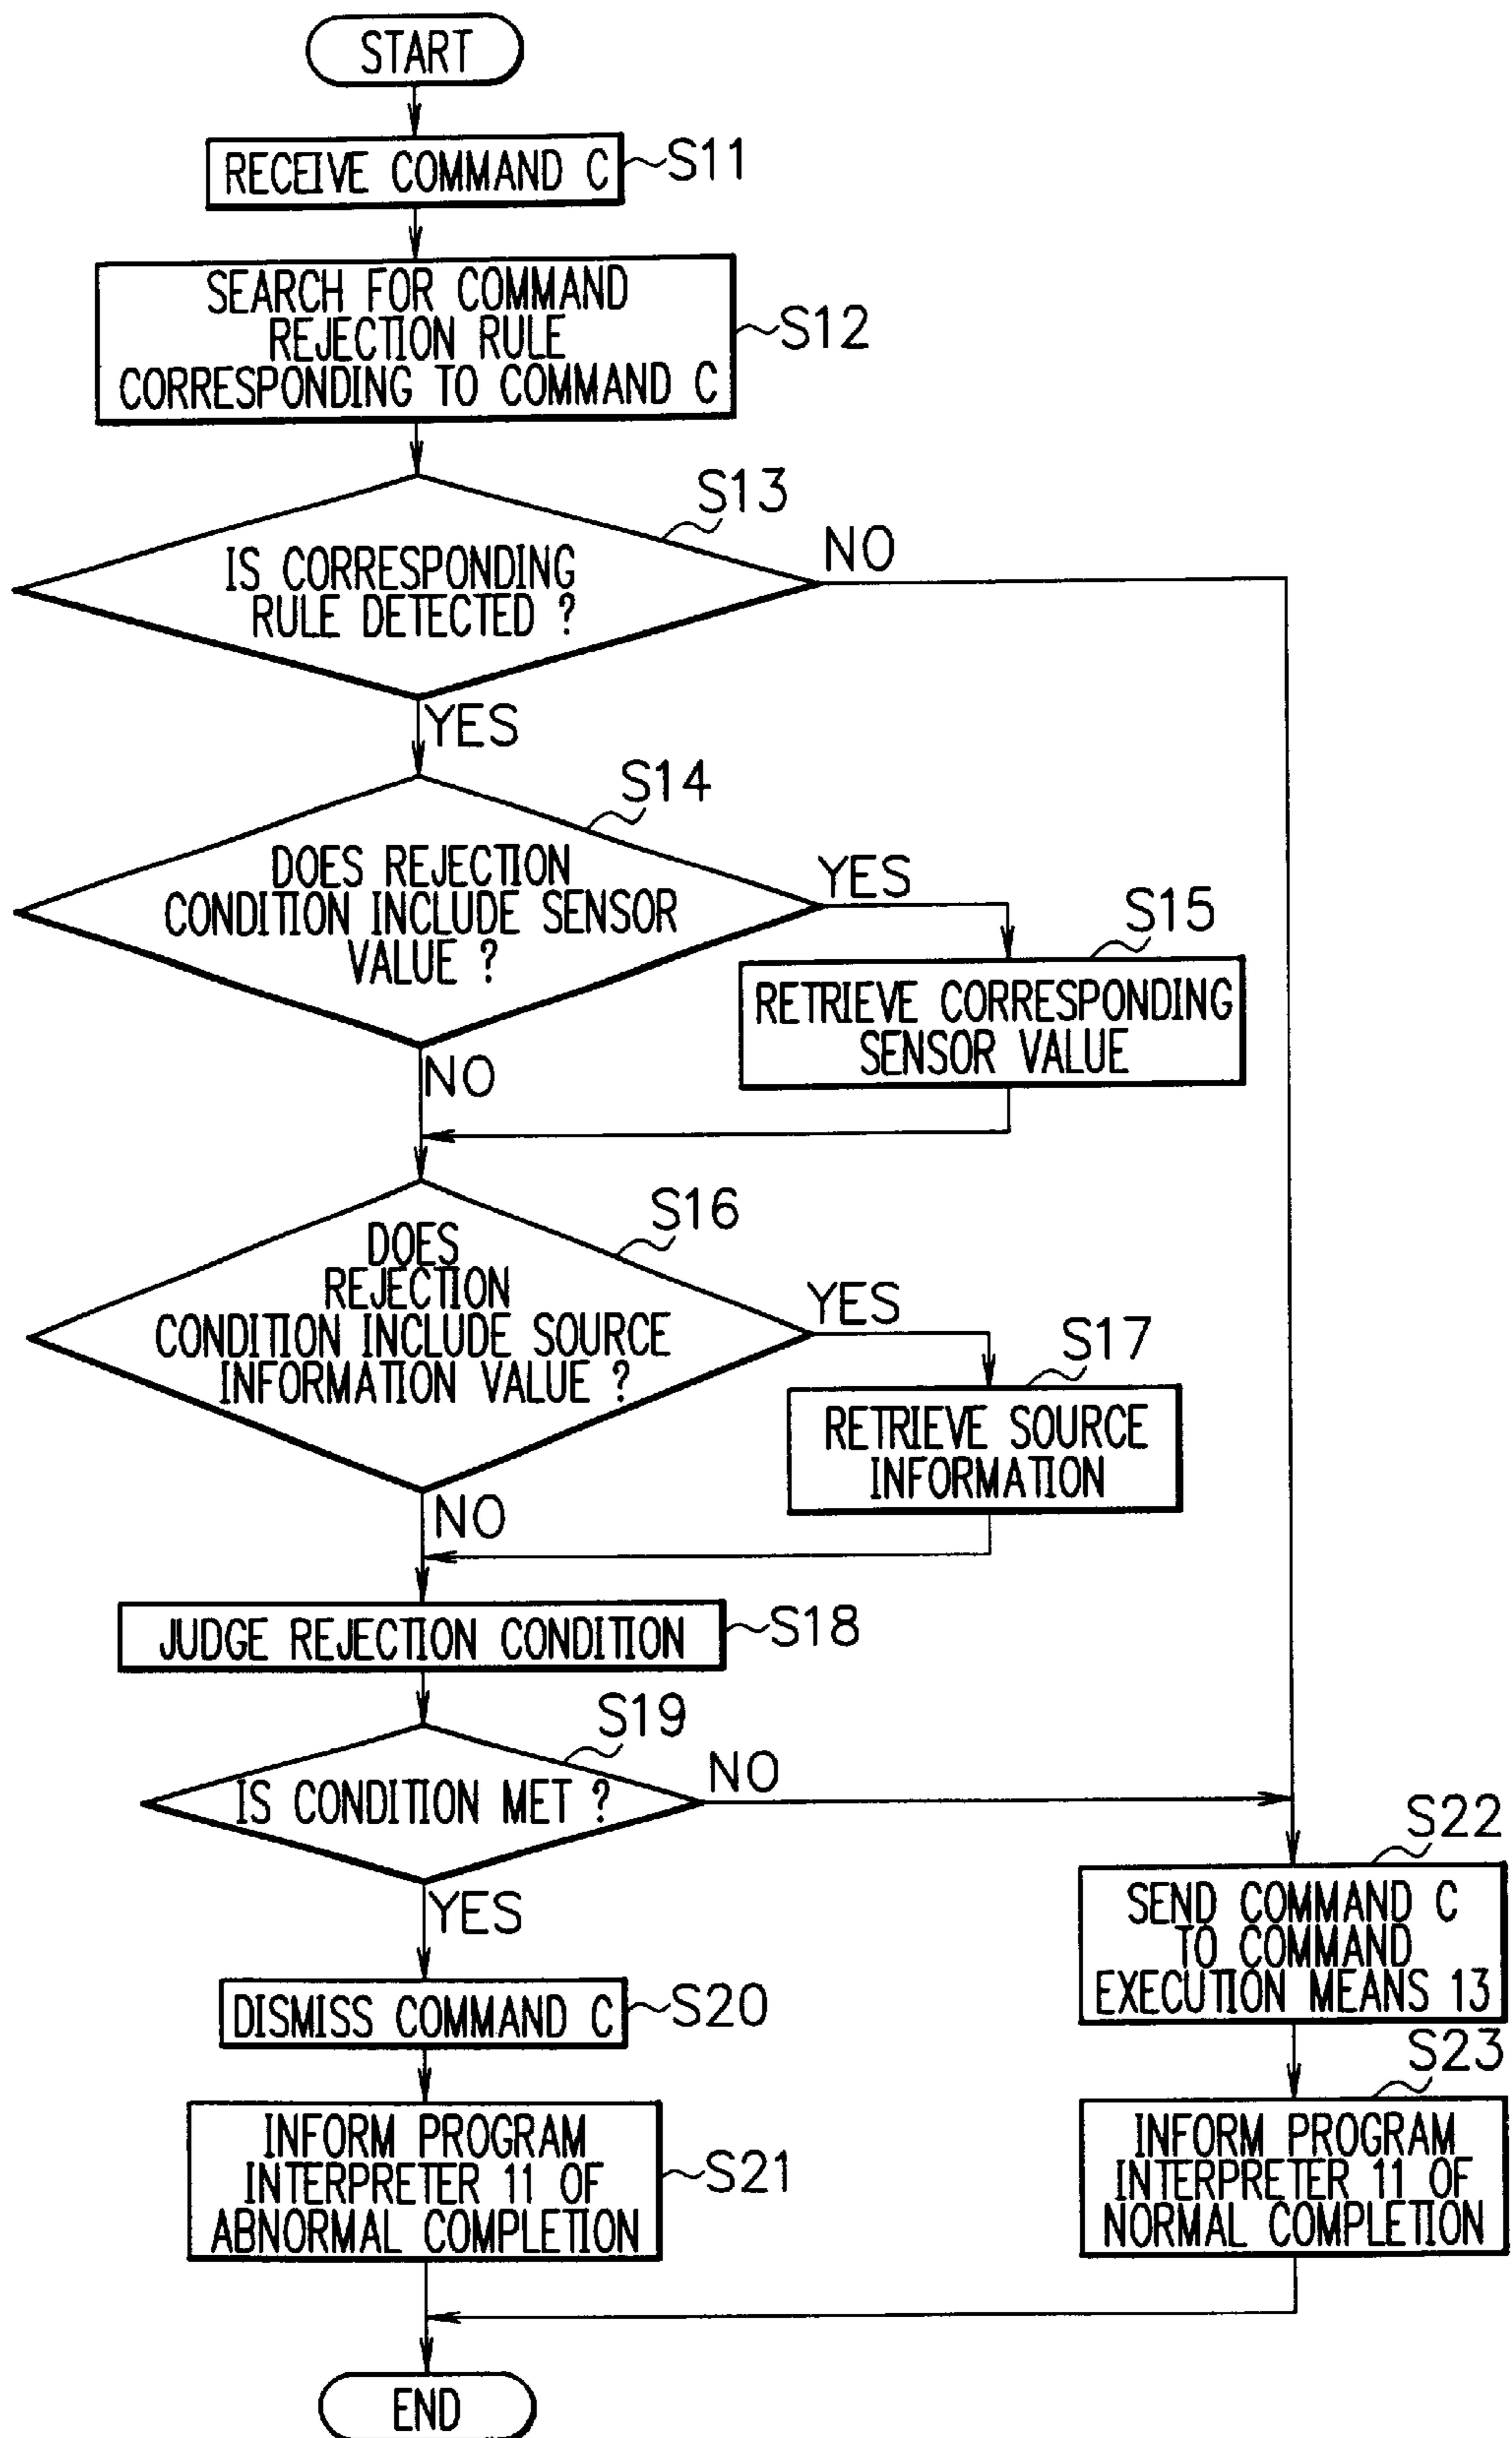 START
RECEIVE COMMAND C
S11
SEARCH FOR COMMAND
REJECTION RULE
CORRESPONDING TO COMMAND C
S12
S13
IS CORRESPONDING
RULE DETECTED ?
NO
YES
S14
DOES REJECTION
CONDITION INCLUDE SENSOR
VALUE ?
YES
S15
RETRIEVE CORRESPONDING
SENSOR VALUE
NO
S16
DOES
REJECTION
CONDITION INCLUDE SOURCE
INFORMATION VALUE ?
YES
S17
RETRIEVE SOURCE
INFORMATION
NO
JUDGE REJECTION CONDITION
S18
S19
IS CONDITION MET ?
NO
YES
S22
SEND COMMAND C
TO COMMAND
EXECUTION MEANS 13
DISMISS COMMAND C
S20
S23
INFORM PROGRAM
INTERPRETER 11 OF
ABNORMAL COMPLETION
S21
INFORM PROGRAM
INTERPRETER 11 OF
NORMAL COMPLETION
END